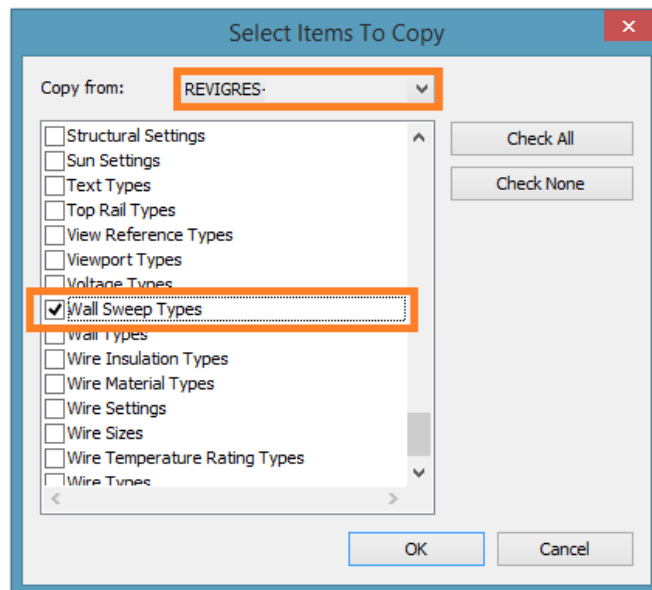 Select Items To Copy
Copy from: REVIGRES-
Structural Settings
Check All
Sun Settings
Text Types
Check None
Top Rail Types
View Reference Types
Viewport Types
Voltage Types
Wall Sweep Types
Wall Types
Wire Insulation Types
Wire Material Types
Wire Settings
Wire Sizes
Wire Temperature Rating Types
Wire Types
OK
Cancel